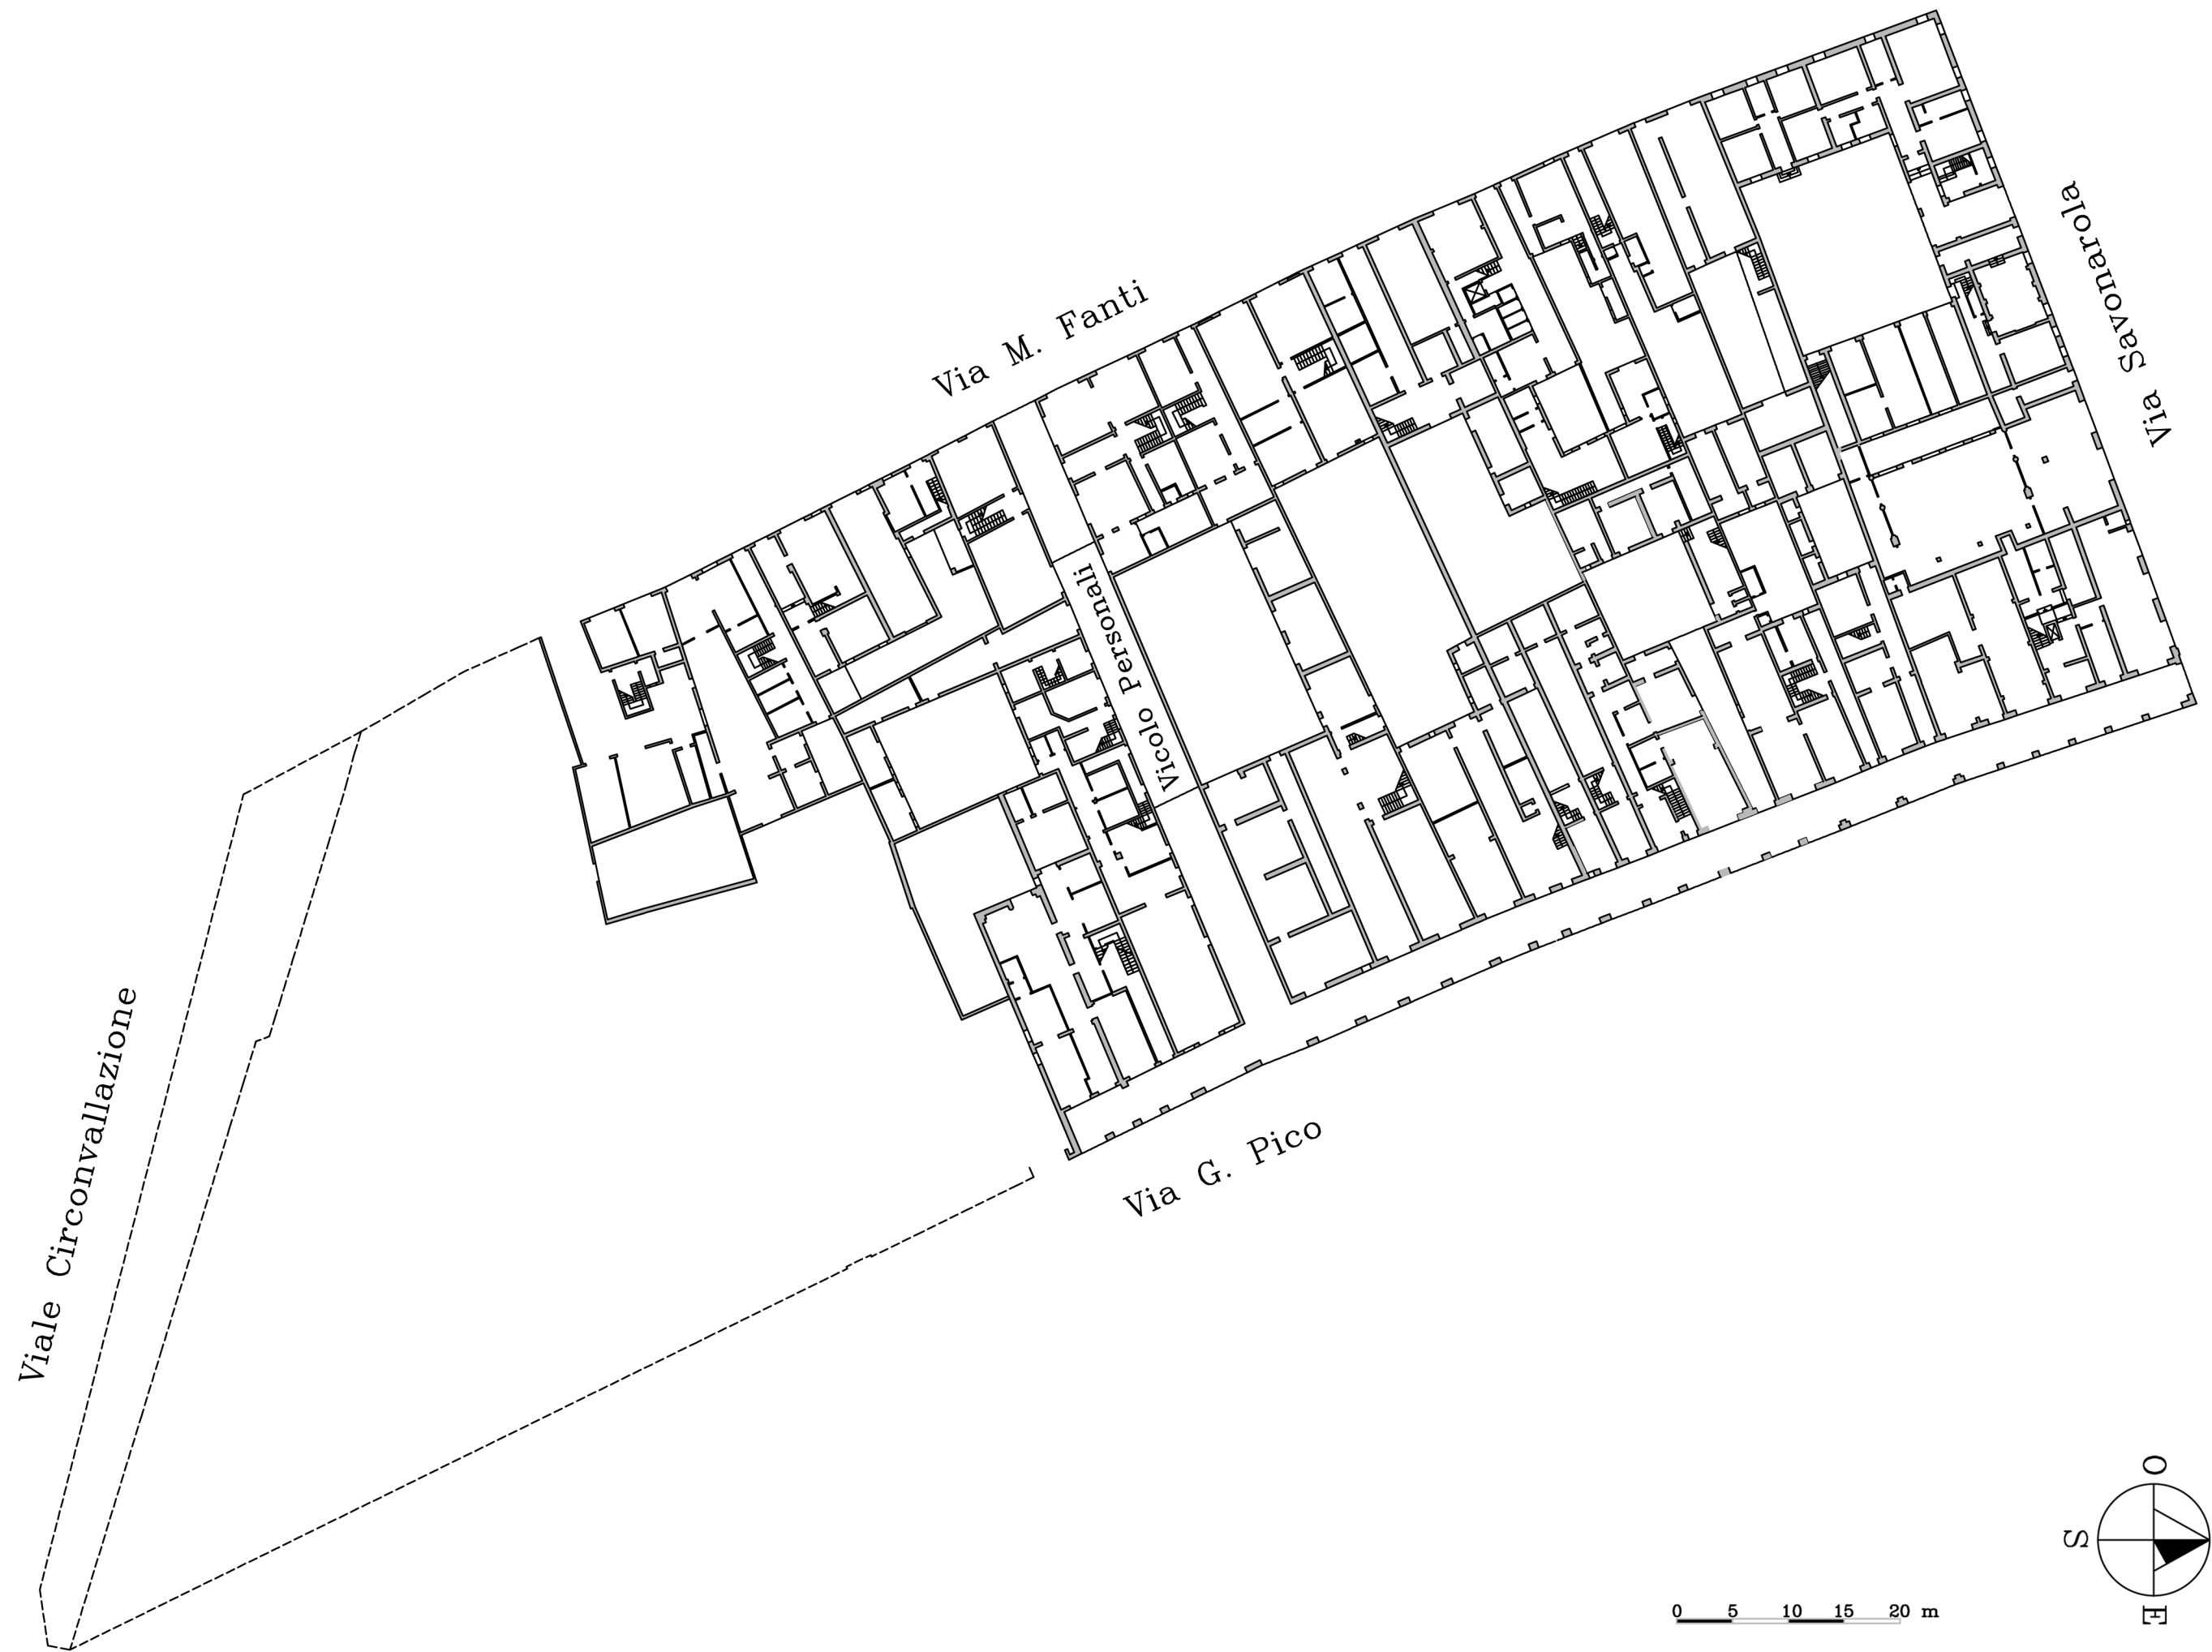 Via M. Fanti
Via Savonarola
Vicolo Personali
Viale Circonvallazione
Via G. Pico
O
S
E
0 5 10 15 20 m